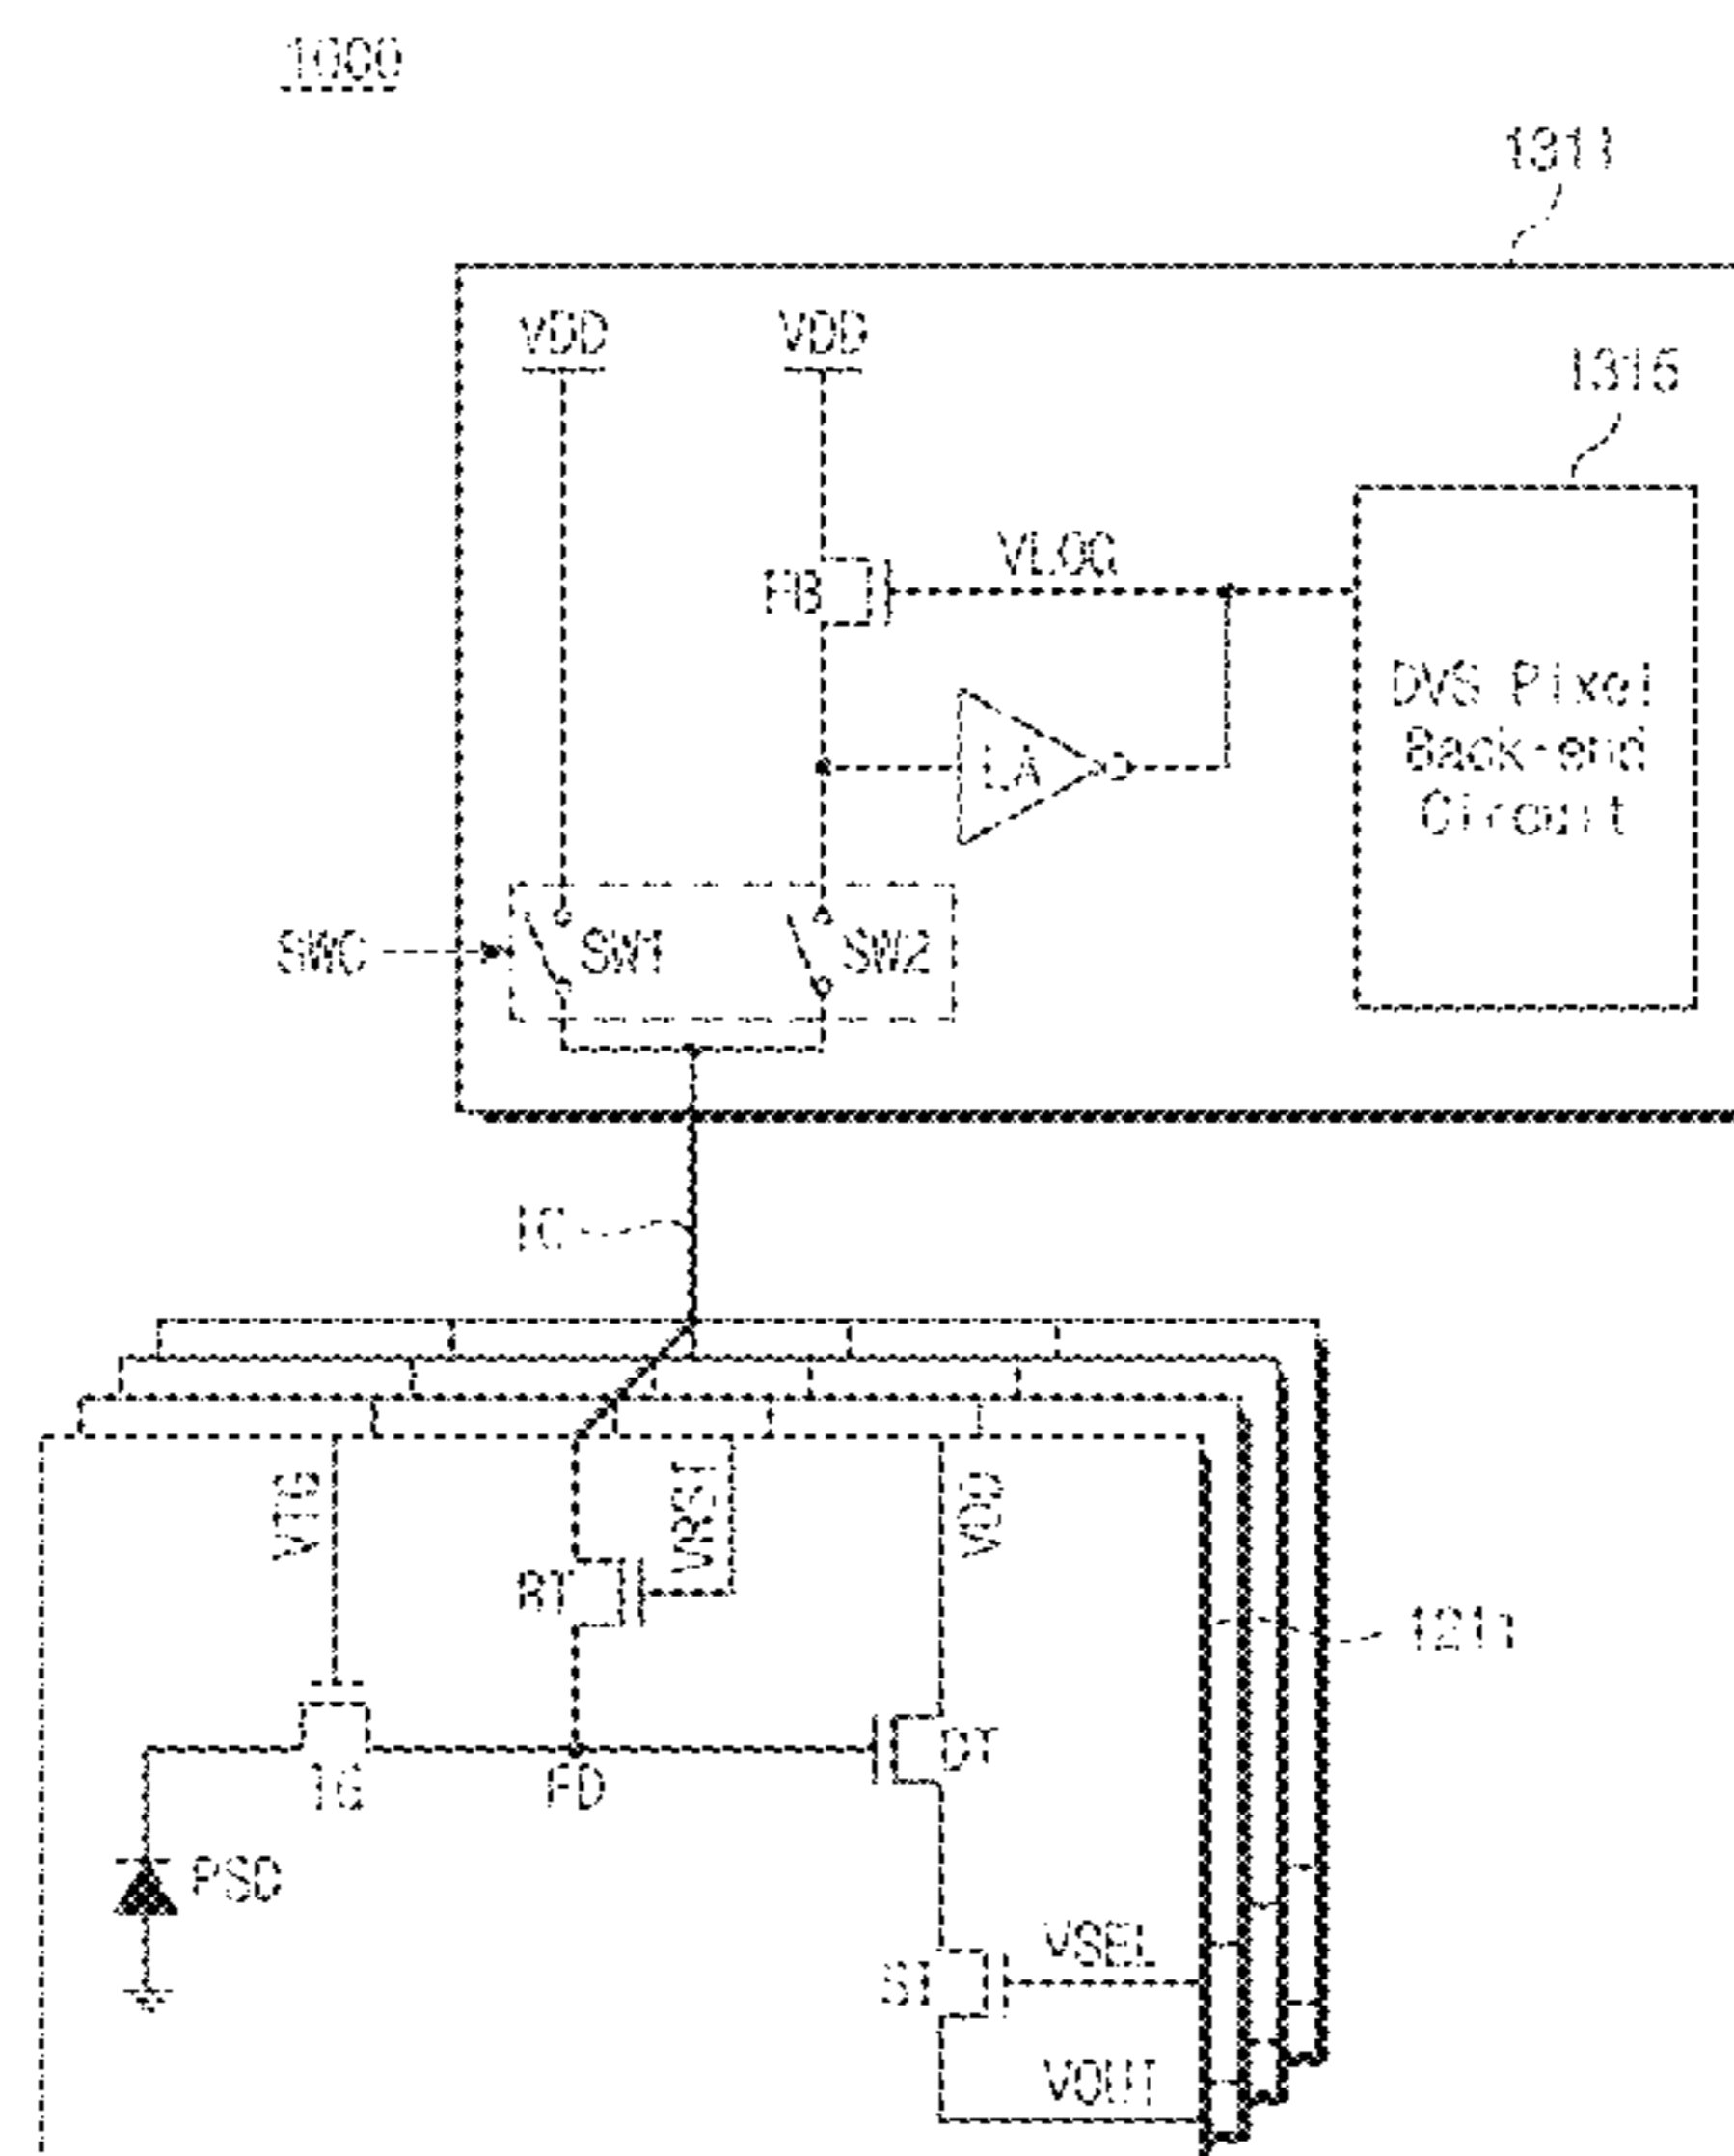 1000
1311
VDD
VDD
1315
VLOG
FB
DVS Pixel
Back-end
Circuit
LA
SWC
SW1
SW2
IC
VTG
VRST
VDD
RT
1211
DT
TG
FD
PSD
VSEL
ST
VOUT